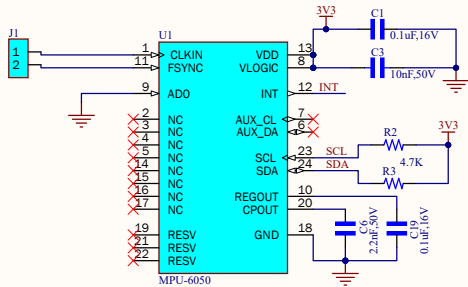 3V3
C1
0.1uF,16V
C3
10nF,50V
J1
1
2
U1
1 CLKIN
11 FSYNC
9 AD0
2 NC
3 NC
4 NC
5 NC
14 NC
15 NC
16 NC
17 NC
19 RESV
21 RESV
22 RESV
VDD 13
VLOGIC 8
INT 12 INT
AUX_CL 7
AUX_DA 6
SCL 23 SCL
SDA 24 SDA
REGOUT 10
CPOUT 20
GND 18
MPU-6050
R2
4.7K
R3
3V3
C6
2.2nF,50V
C19
0.1uF,16V